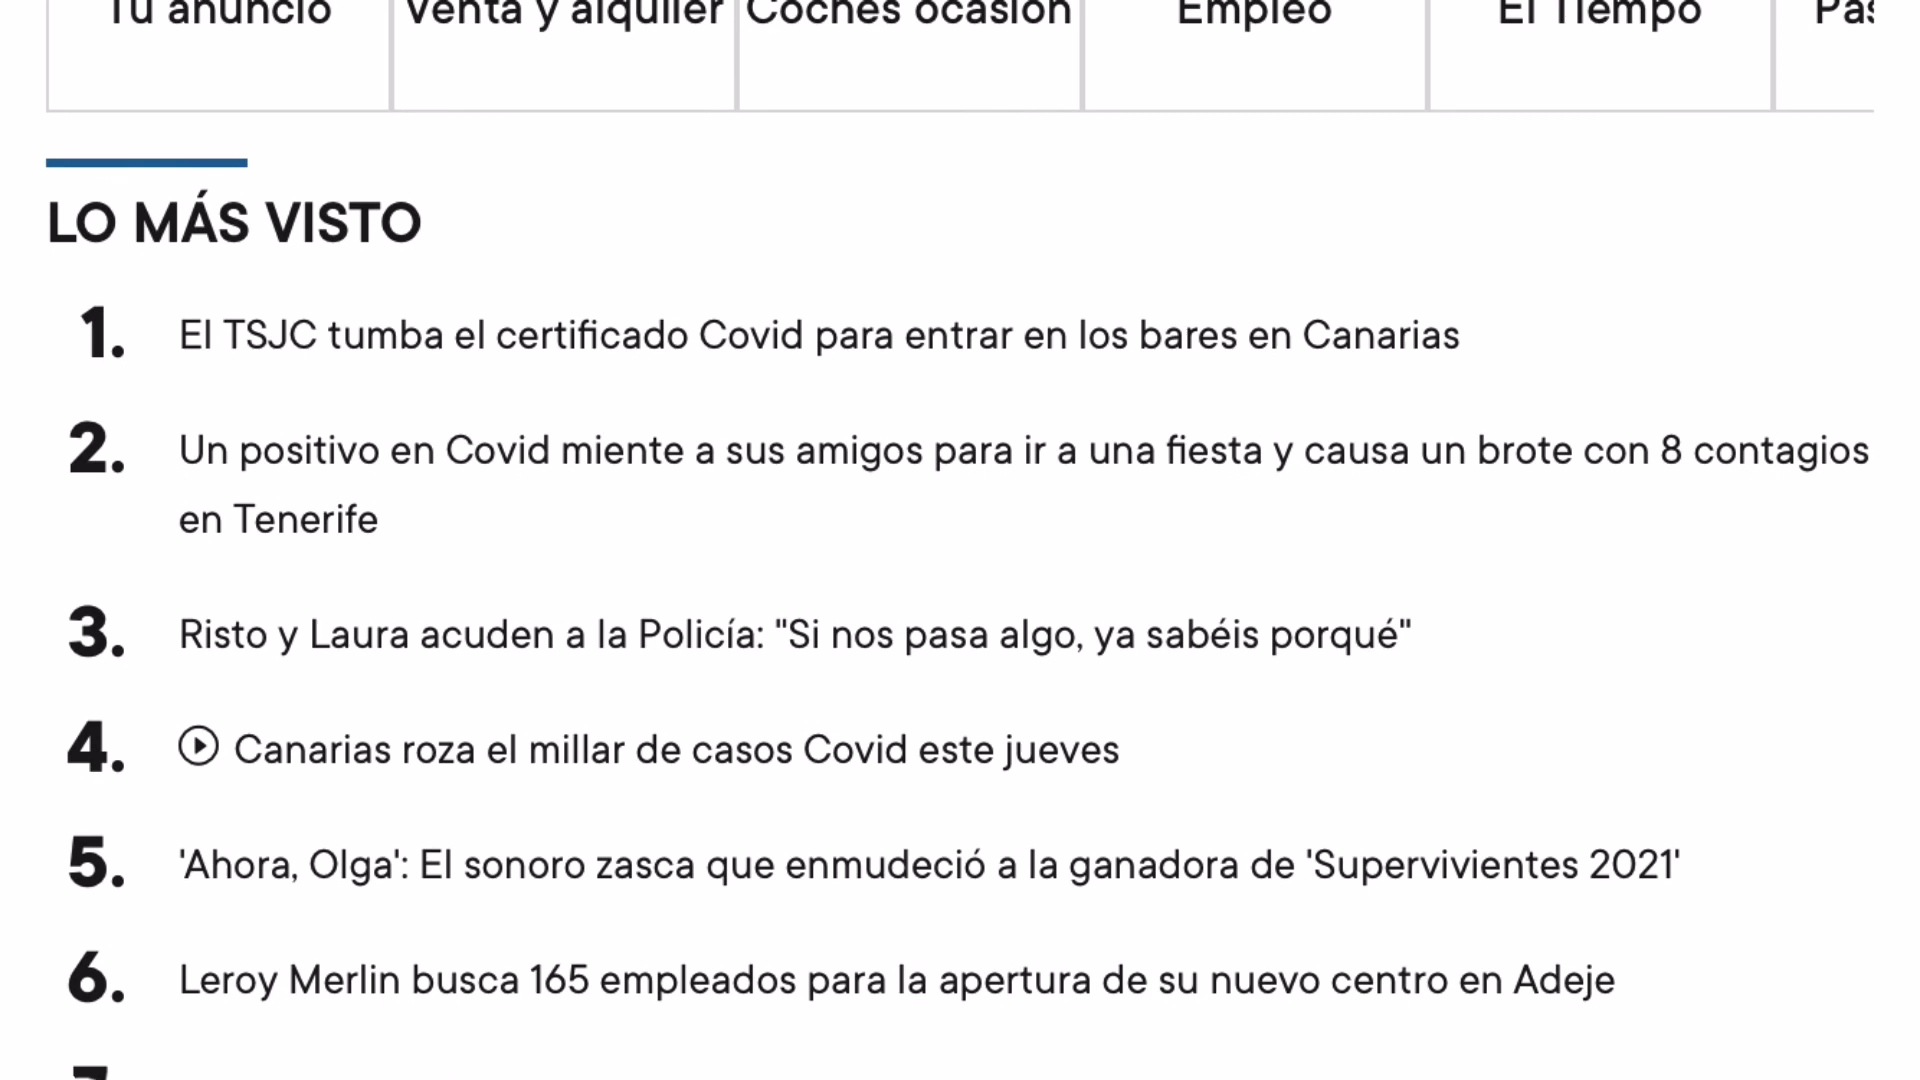 Tu anuncio Venta y alquiler Coches ocasión Empleo El Tiempo
LO MÁS VISTO
1. El TSJC tumba el certificado Covid para entrar en los bares en Canarias
2. Un positivo en Covid miente a sus amigos para ir a una fiesta y causa un brote con 8 contagios
en Tenerife
3. Risto y Laura acuden a la Policía: "Si nos pasa algo, ya sabéis porqué"
4. Canarias roza el millar de casos Covid este jueves
5. 'Ahora, Olga': El sonoro zasca que enmudeció a la ganadora de 'Supervivientes 2021'
6. Leroy Merlin busca 165 empleados para la apertura de su nuevo centro en Adeje